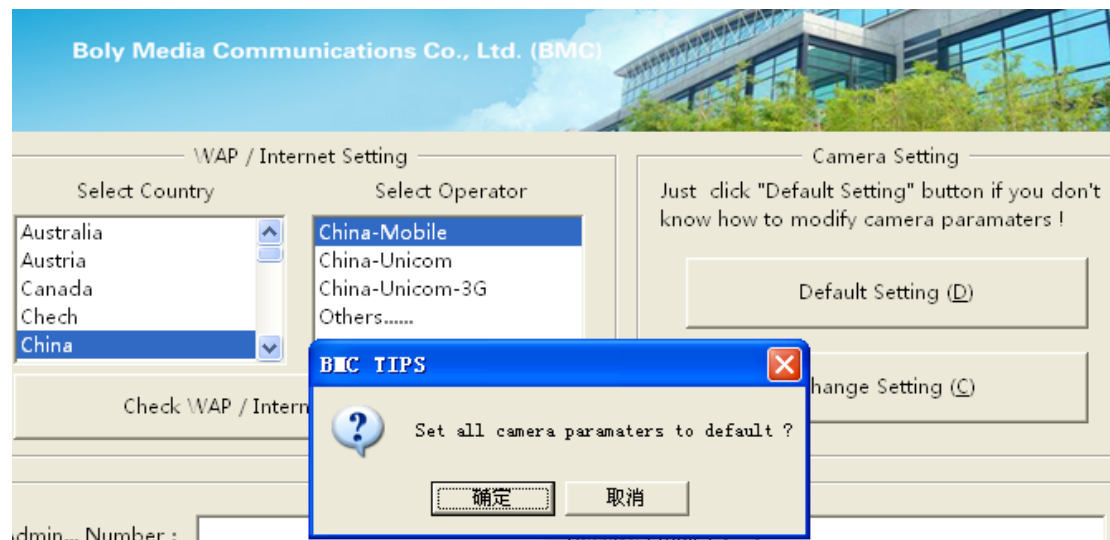 Boly Media Communications Co., Ltd. (BMC)
WAP / Internet Setting
Select Country
Select Operator
Australia
Austria
Canada
Chech
China
China-Mobile
China-Unicom
China-Unicom-3G
Others......
Check WAP / Intern
Camera Setting
Just click "Default Setting" button if you don't
know how to modify camera paramaters !
Default Setting (D)
hange Setting (C)
BMC TIPS
Set all camera paramaters to default ?
确定
取消
dmin... Number :